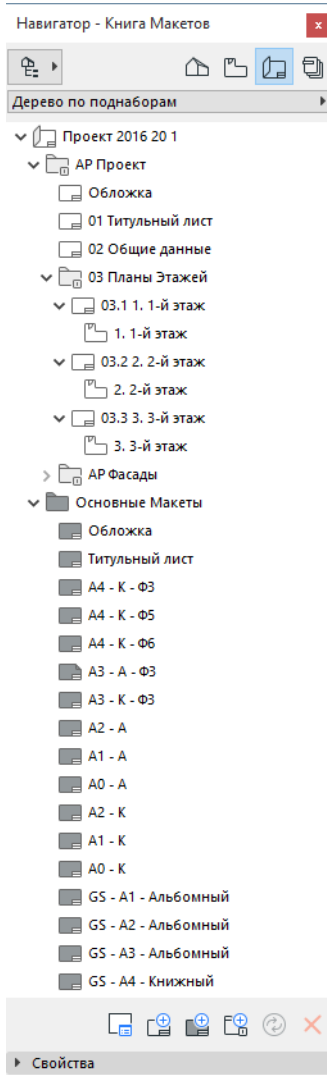 Навигатор - Книга Макетов
x
Дерево по поднаборам
Проект 2016 20 1
АР Проект
Обложка
01 Титульный лист
02 Общие данные
03 Планы Этажей
03.1 1. 1-й этаж
1. 1-й этаж
03.2 2. 2-й этаж
2. 2-й этаж
03.3 3. 3-й этаж
3. 3-й этаж
АР Фасады
Основные Макеты
Обложка
Титульный лист
А4 - К - Ф3
А4 - К - Ф5
А4 - К - Ф6
А3 - А - Ф3
А3 - К - Ф3
А2 - А
А1 - А
А0 - А
А2 - К
А1 - К
А0 - К
GS - A1 - Альбомный
GS - A2 - Альбомный
GS - A3 - Альбомный
GS - A4 - Книжный
Свойства